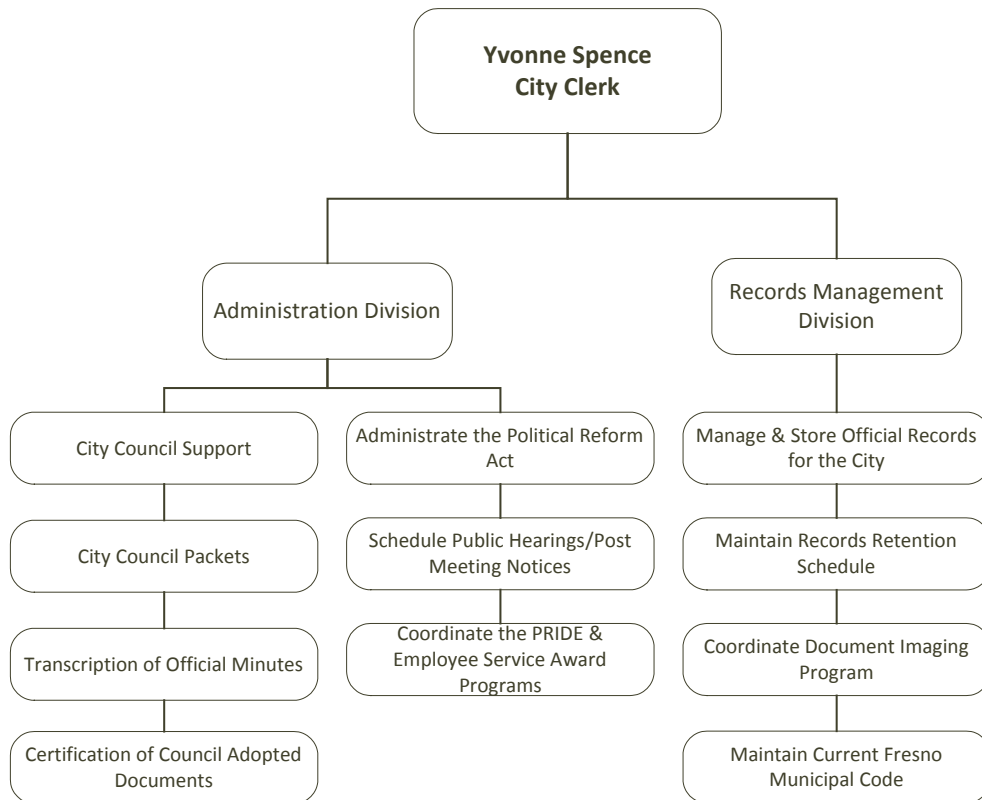 Yvonne Spence
City Clerk
Administration Division
Records Management
Division
City Council Support
Administrate the Political Reform
Act
Manage & Store Official Records
for the City
City Council Packets
Schedule Public Hearings/Post
Meeting Notices
Maintain Records Retention
Schedule
Transcription of Official Minutes
Coordinate the PRIDE &
Employee Service Award
Programs
Coordinate Document Imaging
Program
Certification of Council Adopted
Documents
Maintain Current Fresno
Municipal Code